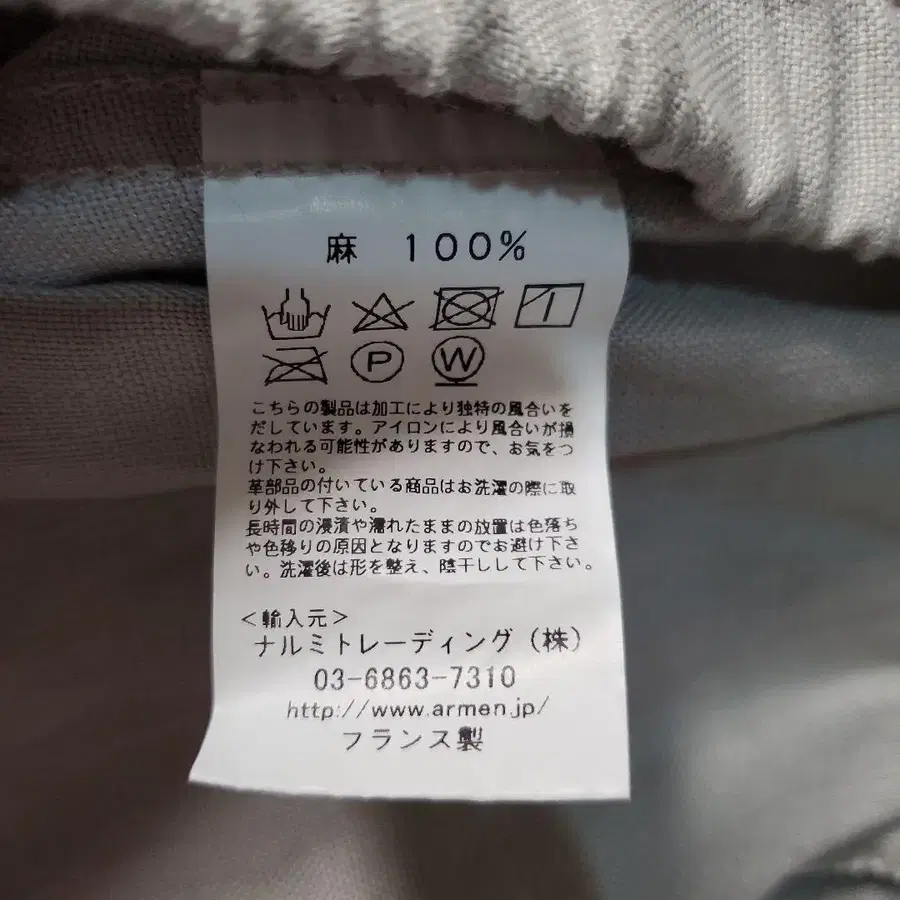 麻 100%
P W
こちらの製品は加工により独特の風合いを
だしています。アイロンにより風合いが損
なわれる可能性がありますので、お気をつ
け下さい。
革部品の付いている商品はお洗濯の際に取
り外して下さい。
長時間の浸漬や濡れたままの放置は色落ち
や色移りの原因となりますのでお避け下さ
い。洗濯後は形を整え、陰干しして下さい。
<輸入元>
ナルミトレーディング(株)
03-6863-7310
http://www.armen.jp/
フランス製